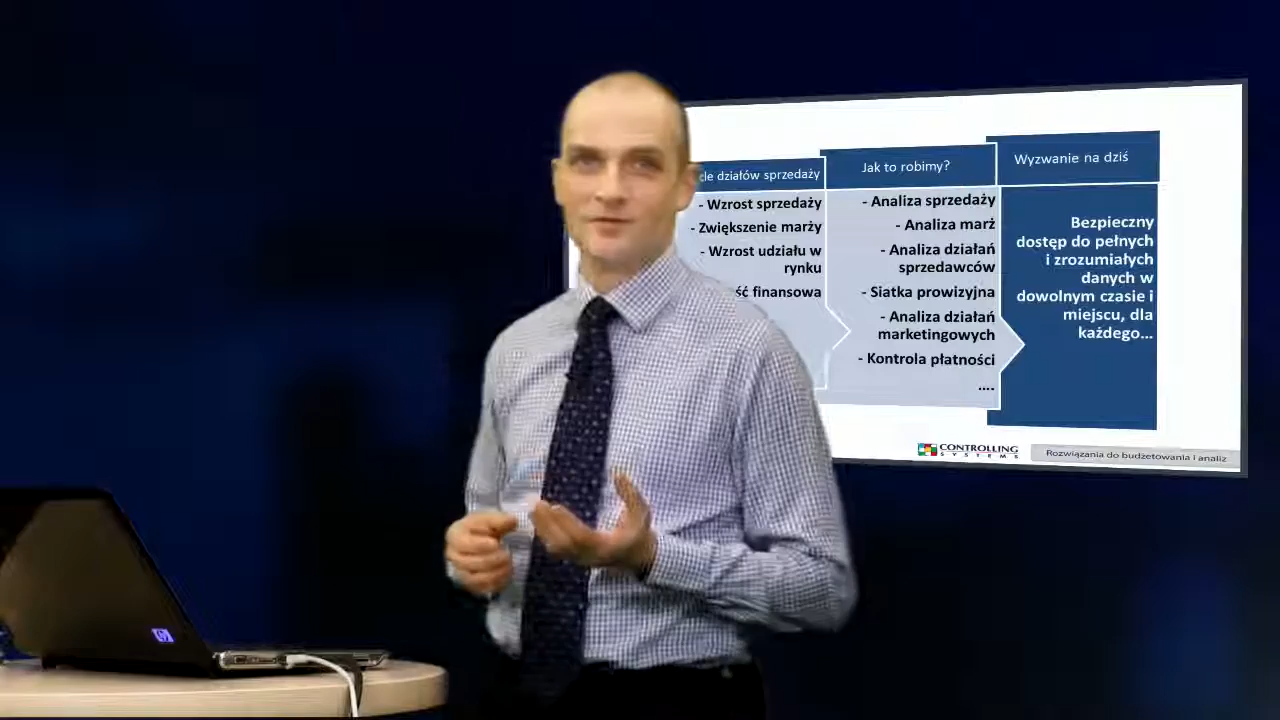 cle działów sprzedaży
- Wzrost sprzedaży
- Zwiększenie marży
- Wzrost udziału w
rynku
ść finansowa
Jak to robimy?
- Analiza sprzedaży
- Analiza marż
- Analiza działań
sprzedawców
- Siatka prowizyjna
- Analiza działań
marketingowych
- Kontrola płatności
....
Wyzwanie na dziś
Bezpieczny
dostęp do pełnych
i zrozumiałych
danych w
dowolnym czasie i
miejscu, dla
każdego...
CONTROLLING
SYSTEMS
Rozwiązania do budżetowania i analiz
hp